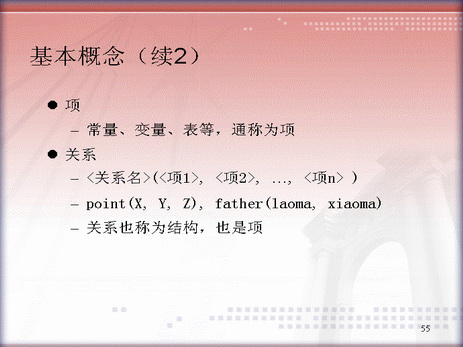 基本概念（续2）
● 项
– 常量、变量、表等，通称为项
● 关系
– <关系名>(<项1>, <项2>, …, <项n> )
– point(X, Y, Z), father(laoma, xiaoma)
– 关系也称为结构，也是项
55